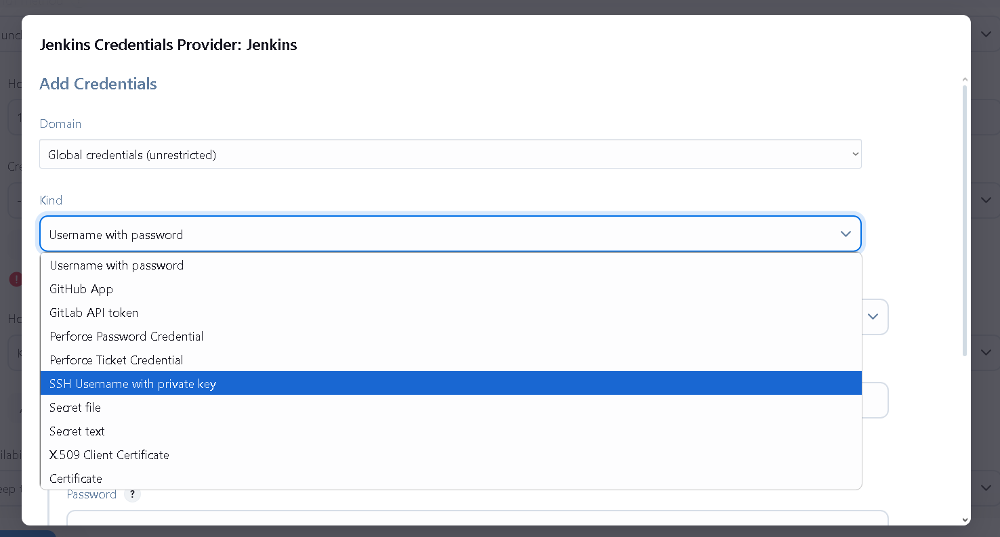 Jenkins Credentials Provider: Jenkins
Add Credentials
Domain
Global credentials (unrestricted)
Kind
Username with password
Username with password
GitHub App
GitLab API token
Perforce Password Credential
Perforce Ticket Credential
SSH Username with private key
Secret file
Secret text
X.509 Client Certificate
Certificate
Password ?